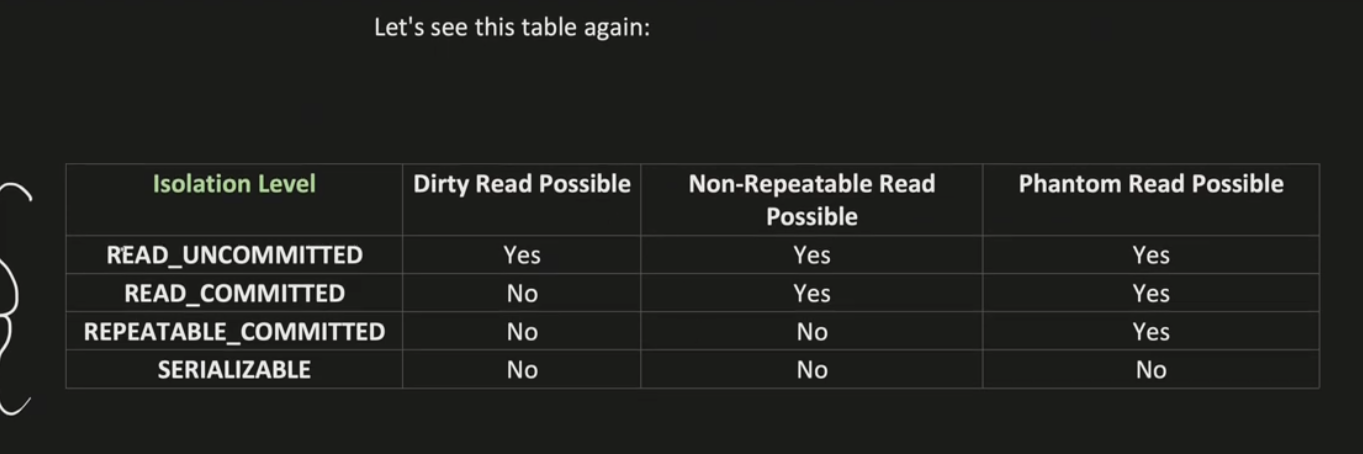 Let's see this table again:
Isolation Level Dirty Read Possible Non-Repeatable Read Possible Phantom Read Possible
READ_UNCOMMITTED Yes Yes Yes
READ_COMMITTED No Yes Yes
REPEATABLE_COMMITTED No No Yes
SERIALIZABLE No No No